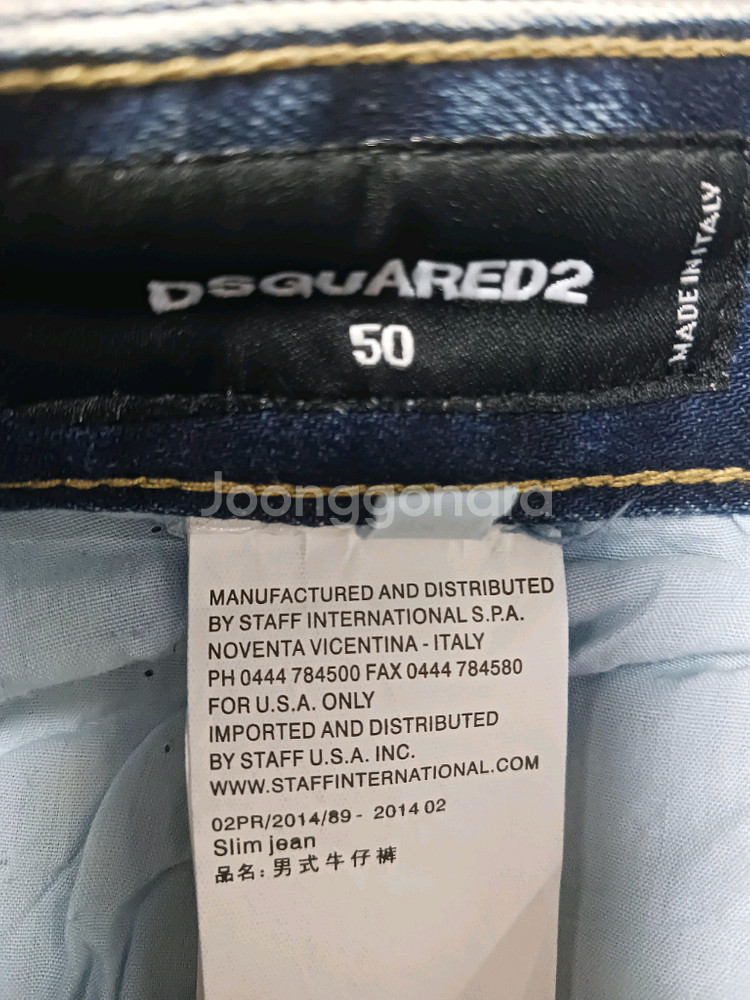 DSQUARED2
50
MADE IN ITALY
Joonggonara
MANUFACTURED AND DISTRIBUTED
BY STAFF INTERNATIONAL S.P.A.
NOVENTA VICENTINA - ITALY
PH 0444 784500 FAX 0444 784580
FOR U.S.A. ONLY
IMPORTED AND DISTRIBUTED
BY STAFF U.S.A. INC.
WWW.STAFFINTERNATIONAL.COM
02PR/2014/89 - 2014 02
Slim jean
品名：男式牛仔裤